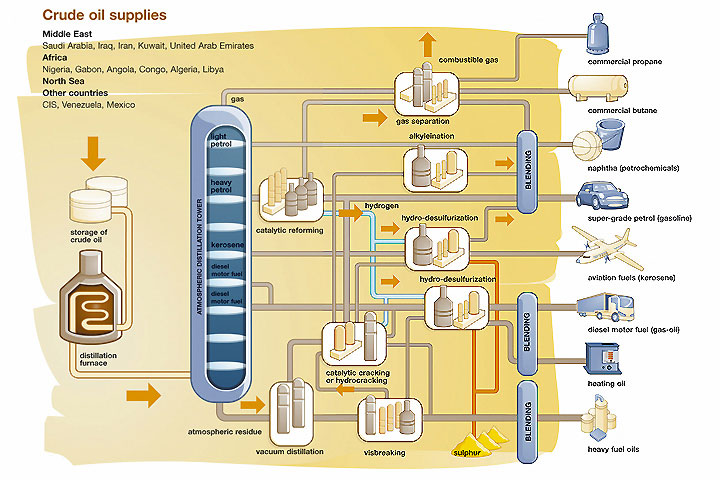 Crude oil supplies
Middle East
Saudi Arabia, Iraq, Iran, Kuwait, United Arab Emirates
Africa
Nigeria, Gabon, Angola, Congo, Algeria, Libya
North Sea
Other countries
CIS, Venezuela, Mexico
storage of
crude oil
distillation
furnace
gas
ATMOSPHERIC DISTILLATION TOWER
light
petrol
heavy
petrol
kerosene
diesel
motor fuel
diesel
motor fuel
atmospheric residue
combustible gas
gas separation
alkyleination
catalytic reforming
hydrogen
hydro-desulfurization
hydro-desulfurization
catalytic cracking
or hydrocracking
vacuum distillation
visbreaking
sulphur
BLENDING
BLENDING
BLENDING
commercial propane
commercial butane
naphtha (potrochemicals)
super-grade petrol (gasoline)
aviation fuels (kerosene)
diesel motor fuel (gas-oil)
heating oil
heavy fuel oils